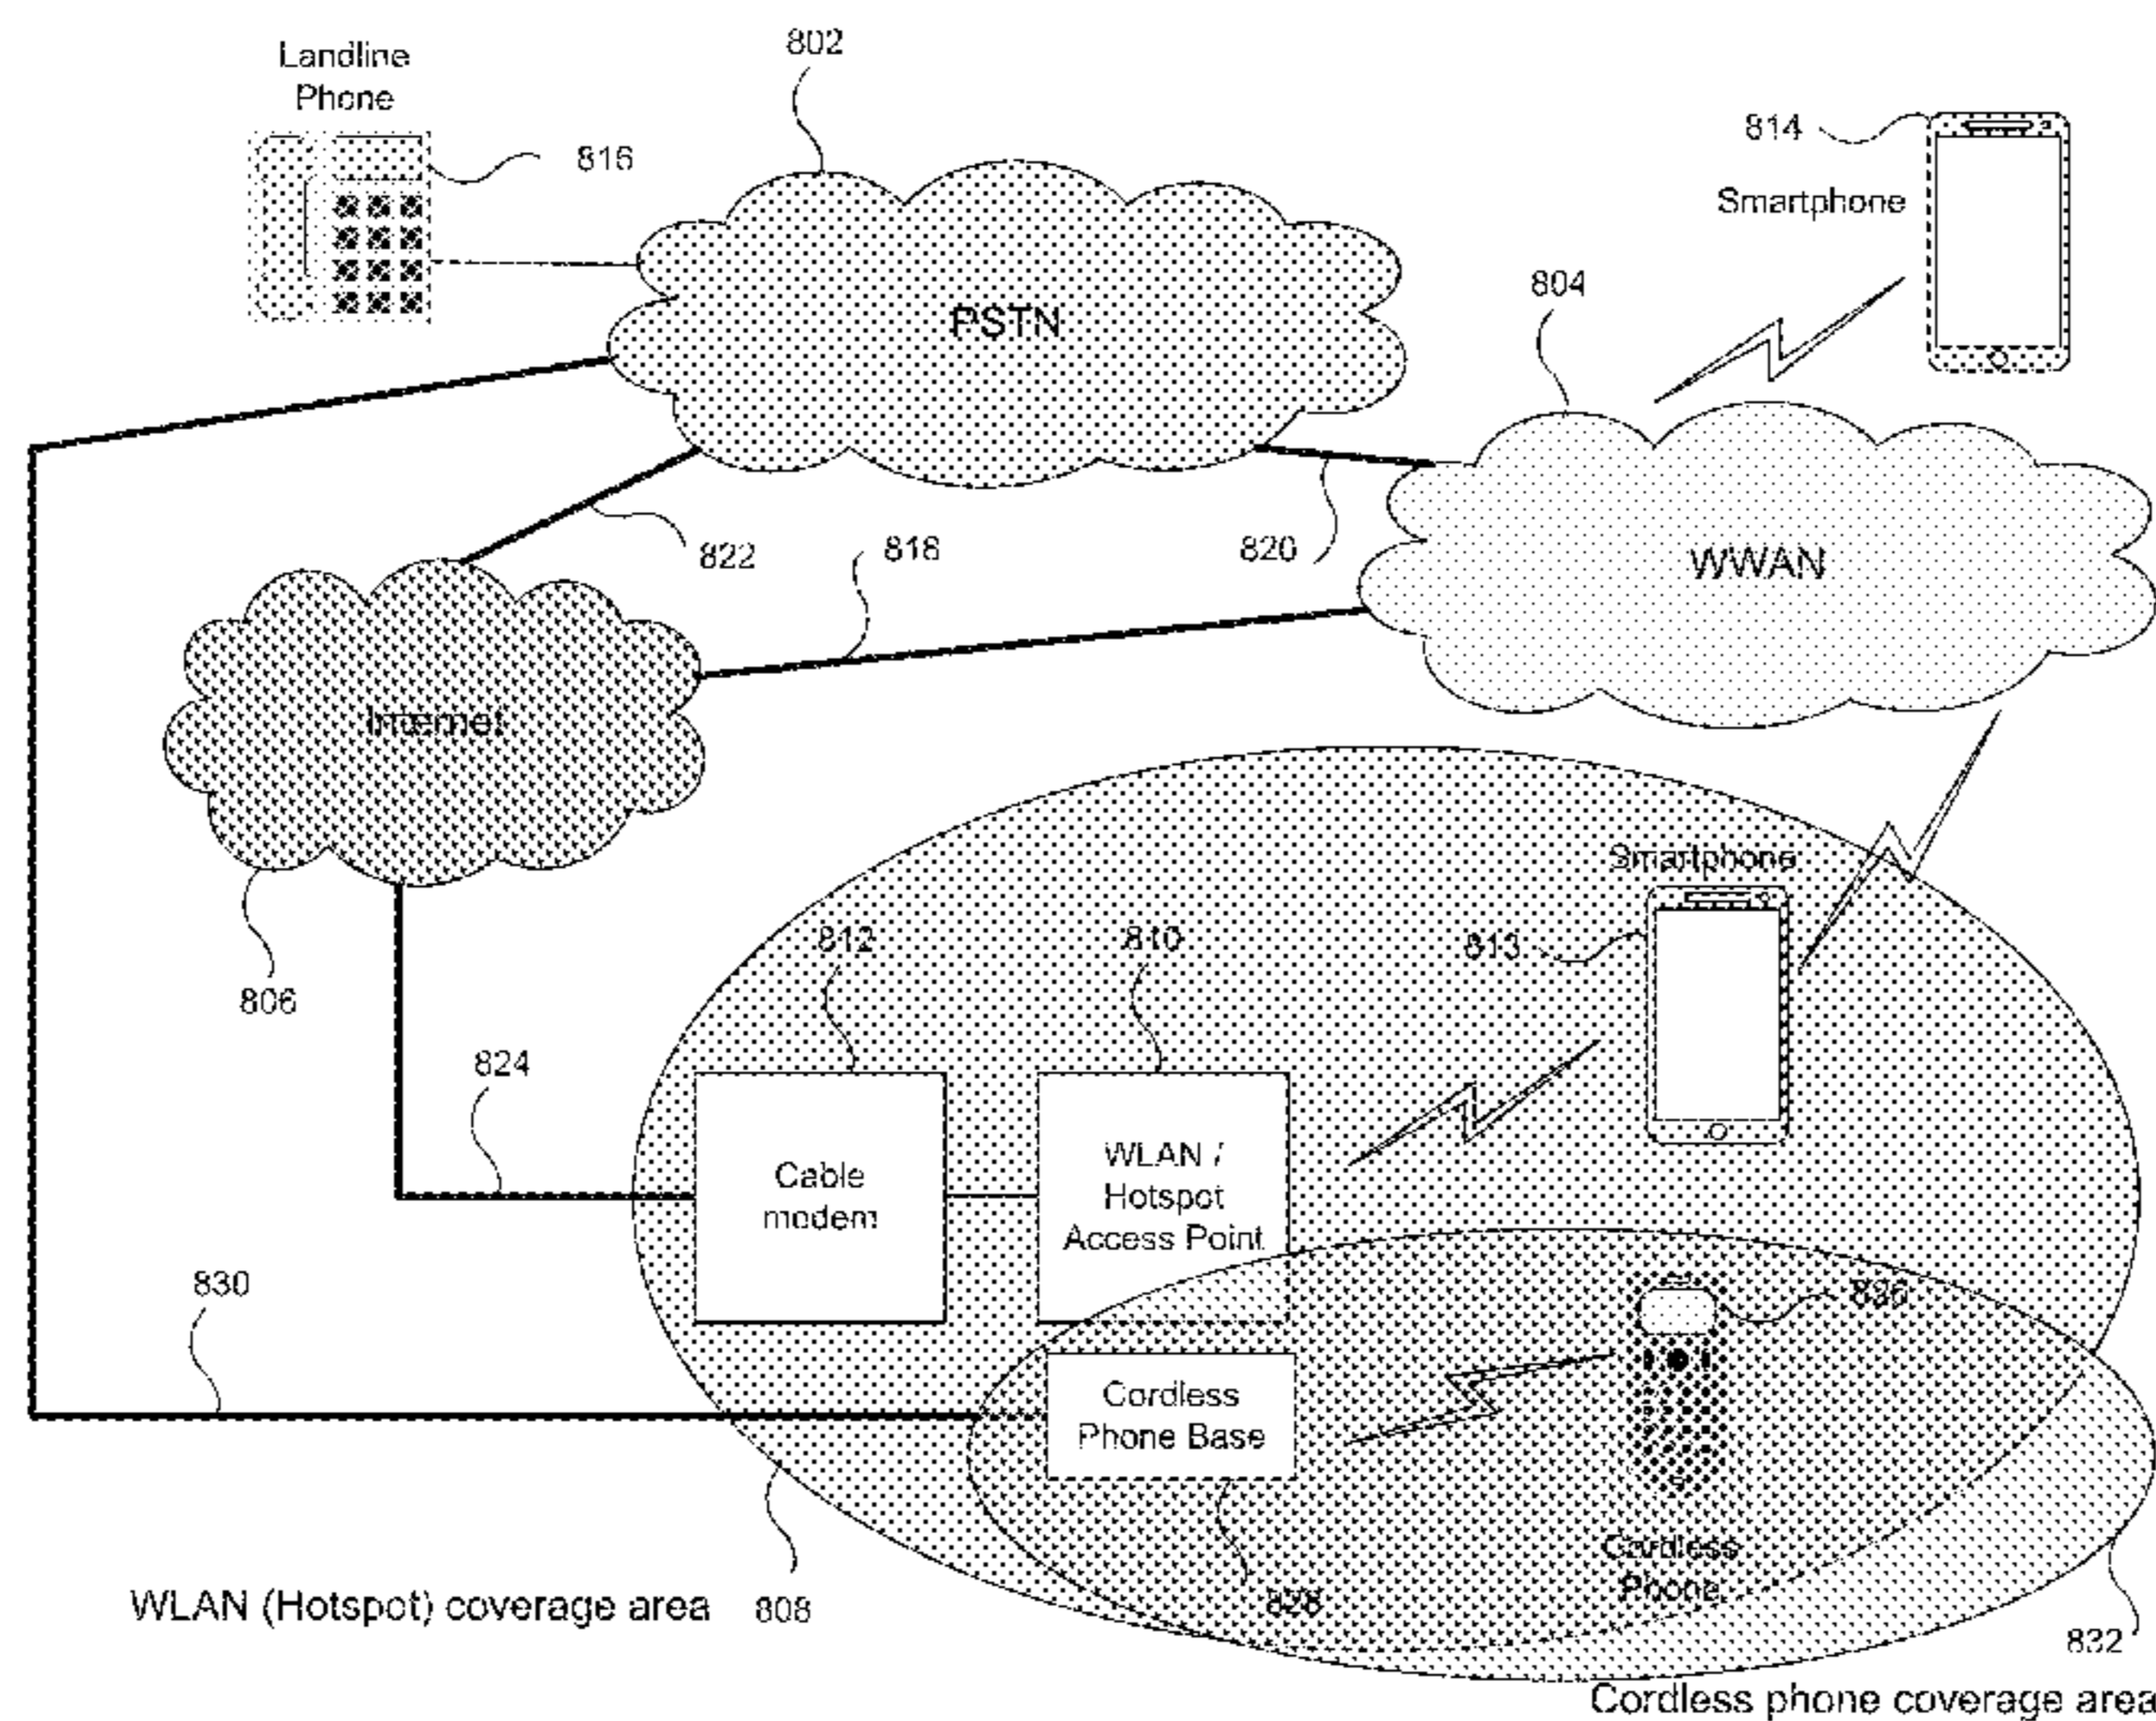 802
Landline
Phone
816
814
Smartphone
804
PSTN
822
818
820
WWAN
Internet
Smartphone
812
810
813
806
824
WLAN /
Hotspot
Access Point
Cable
modem
830
Cordless
Phone Base
Cordless
Phone
WLAN (Hotspot) coverage area
808
828
832
Cordless phone coverage area